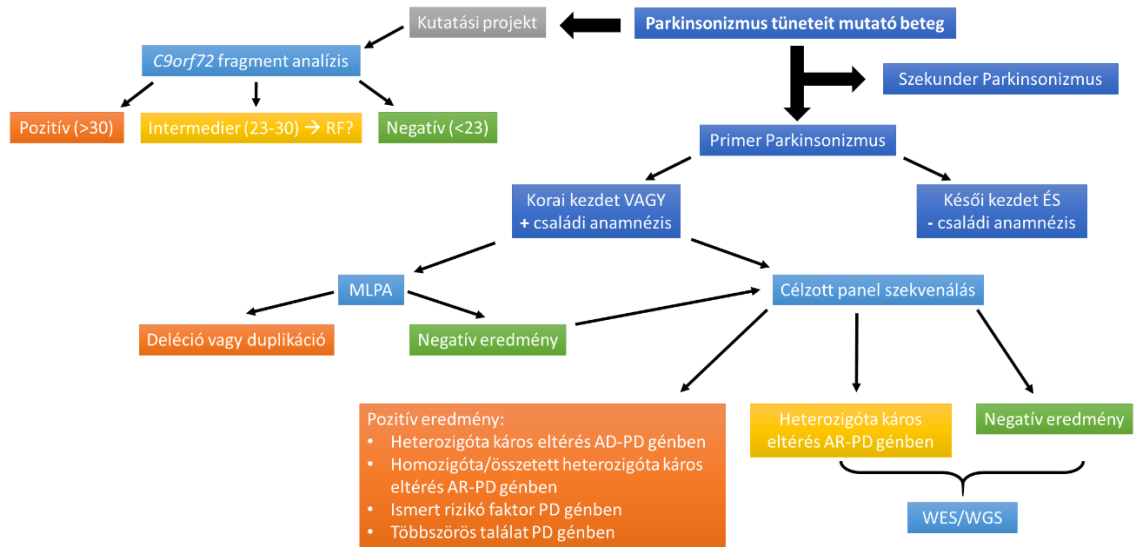 Kutatási projekt
Parkinsonizmus tüneteit mutató beteg
C9orf72 fragment analízis
Szekunder Parkinsonizmus
Pozitív (>30)
Intermedier (23-30) → RF?
Negatív (<23)
Primer Parkinsonizmus
Korai kezdet VAGY
+ családi anamnézis
Késői kezdet ÉS
- családi anamnézis
MLPA
Célzott panel szekvenálás
Deléció vagy duplikáció
Negatív eredmény
Pozitív eredmény:
• Heterozigóta káros eltérés AD-PD génben
• Homozigóta/összetett heterozigóta káros
eltérés AR-PD génben
• Ismert rizikó faktor PD génben
• Többszörös találat PD génben
Heterozigóta káros
eltérés AR-PD génben
Negatív eredmény
WES/WGS